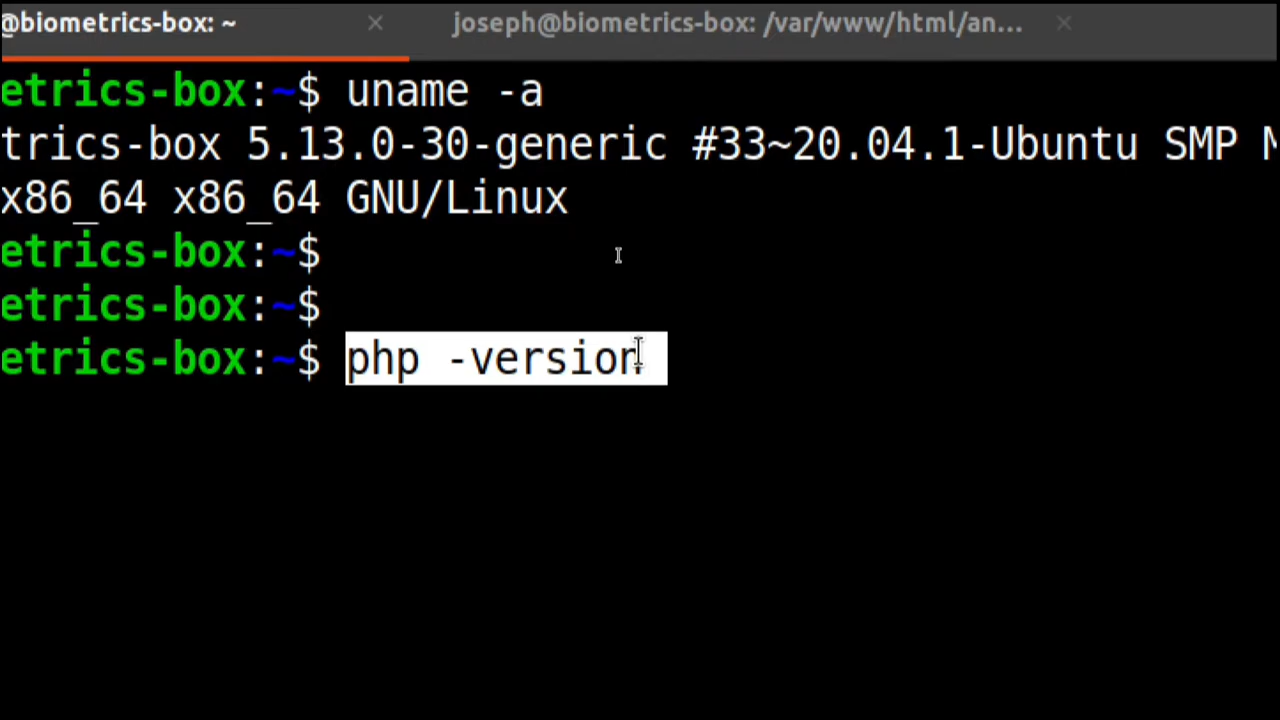 @biometrics-box: ~ × joseph@biometrics-box: /var/www/html/an... ×
etrics-box:~$ uname -a
trics-box 5.13.0-30-generic #33~20.04.1-Ubuntu SMP M
x86_64 x86_64 GNU/Linux
etrics-box:~$
etrics-box:~$
etrics-box:~$ php -version